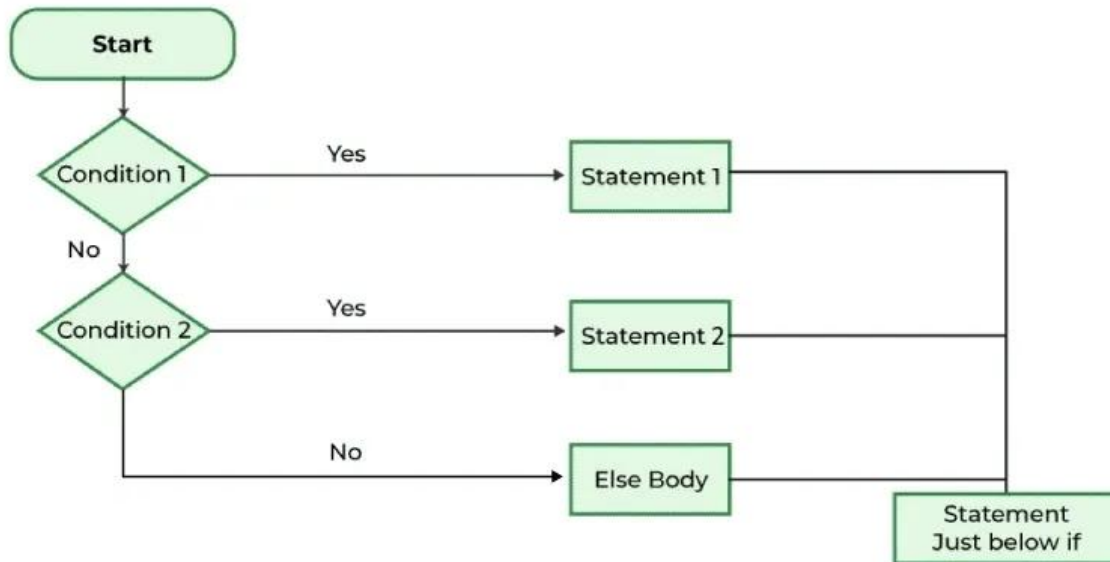 Start
Condition 1
Yes
Statement 1
No
Condition 2
Yes
Statement 2
No
Else Body
Statement
Just below if